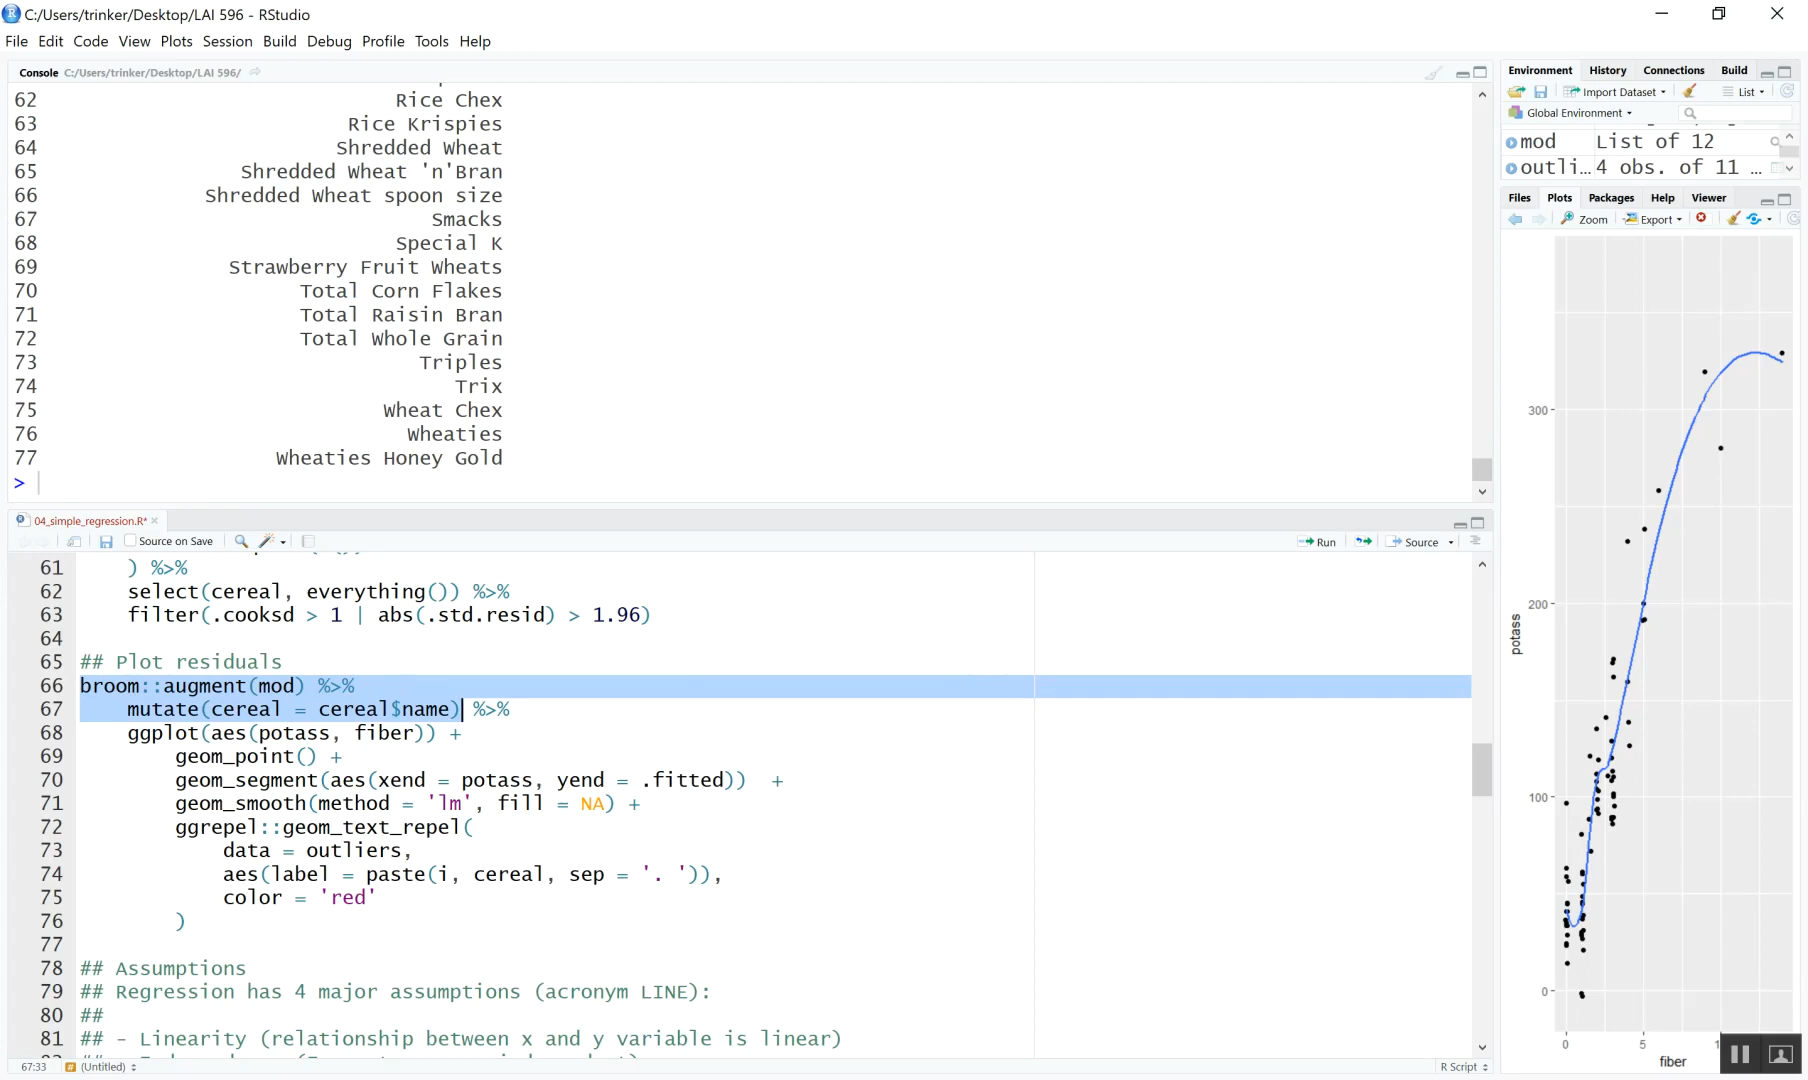 C:/Users/trinker/Desktop/LAI 596 - RStudio
File Edit Code View Plots Session Build Debug Profile Tools Help
Console C:/Users/trinker/Desktop/LAI 596/
62 Rice Chex
63 Rice Krispies
64 Shredded Wheat
65 Shredded Wheat 'n'Bran
66 Shredded Wheat spoon size
67 Smacks
68 Special K
69 Strawberry Fruit Wheats
70 Total Corn Flakes
71 Total Raisin Bran
72 Total Whole Grain
73 Triples
74 Trix
75 Wheat Chex
76 Wheaties
77 Wheaties Honey Gold
>
04_simple_regression.R*
Source on Save
Run Source
61 ) %>%
62 select(cereal, everything()) %>%
63 filter(.cooksd > 1 | abs(.std.resid) > 1.96)
64
65 ## Plot residuals
66 broom::augment(mod) %>%
67 mutate(cereal = cereal$name) %>%
68 ggplot(aes(potass, fiber)) +
69 geom_point() +
70 geom_segment(aes(xend = potass, yend = .fitted)) +
71 geom_smooth(method = 'lm', fill = NA) +
72 ggrepel::geom_text_repel(
73 data = outliers,
74 aes(label = paste(i, cereal, sep = '. ')),
75 color = 'red'
76 )
77
78 ## Assumptions
79 ## Regression has 4 major assumptions (acronym LINE):
80 ##
81 ## - Linearity (relationship between x and y variable is linear)
67:33 (Untitled) R Script
Environment History Connections Build
Import Dataset List
Global Environment
mod List of 12
outli… 4 obs. of 11 …
Files Plots Packages Help Viewer
Zoom Export
300
200
potass
100
0
0 5 1
fiber